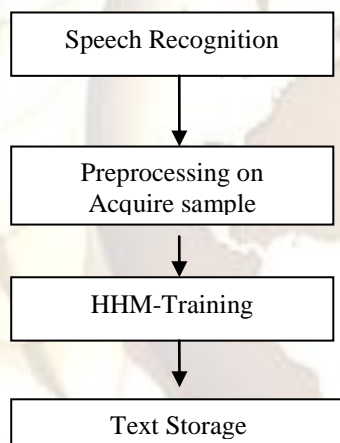 Speech Recognition
Preprocessing on
Acquire sample
HHM-Training
Text Storage